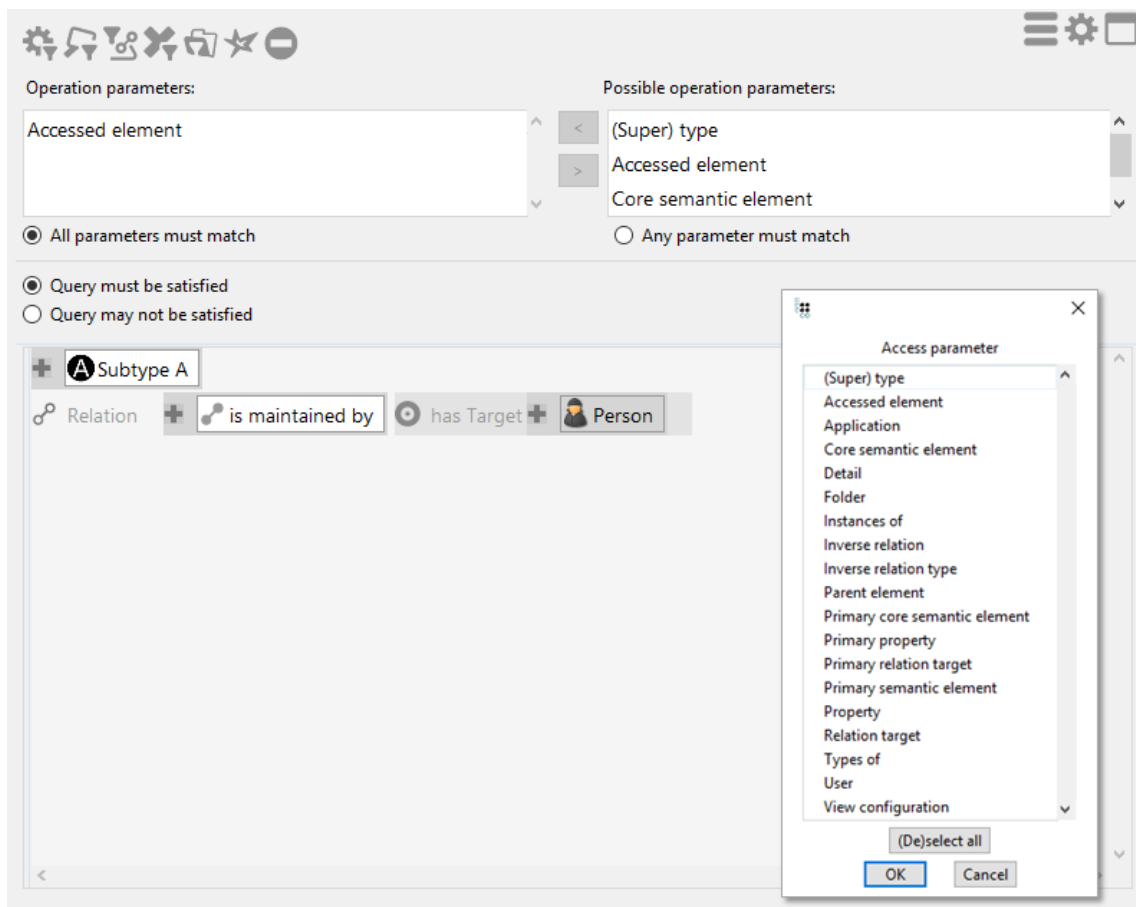 Operation parameters:
Possible operation parameters:
Accessed element
<
>
(Super) type
Accessed element
Core semantic element
All parameters must match
Any parameter must match
Query must be satisfied
Query may not be satisfied
A Subtype A
Relation is maintained by has Target Person
Access parameter
(Super) type
Accessed element
Application
Core semantic element
Detail
Folder
Instances of
Inverse relation
Inverse relation type
Parent element
Primary core semantic element
Primary property
Primary relation target
Primary semantic element
Property
Relation target
Types of
User
View configuration
(De)select all
OK Cancel